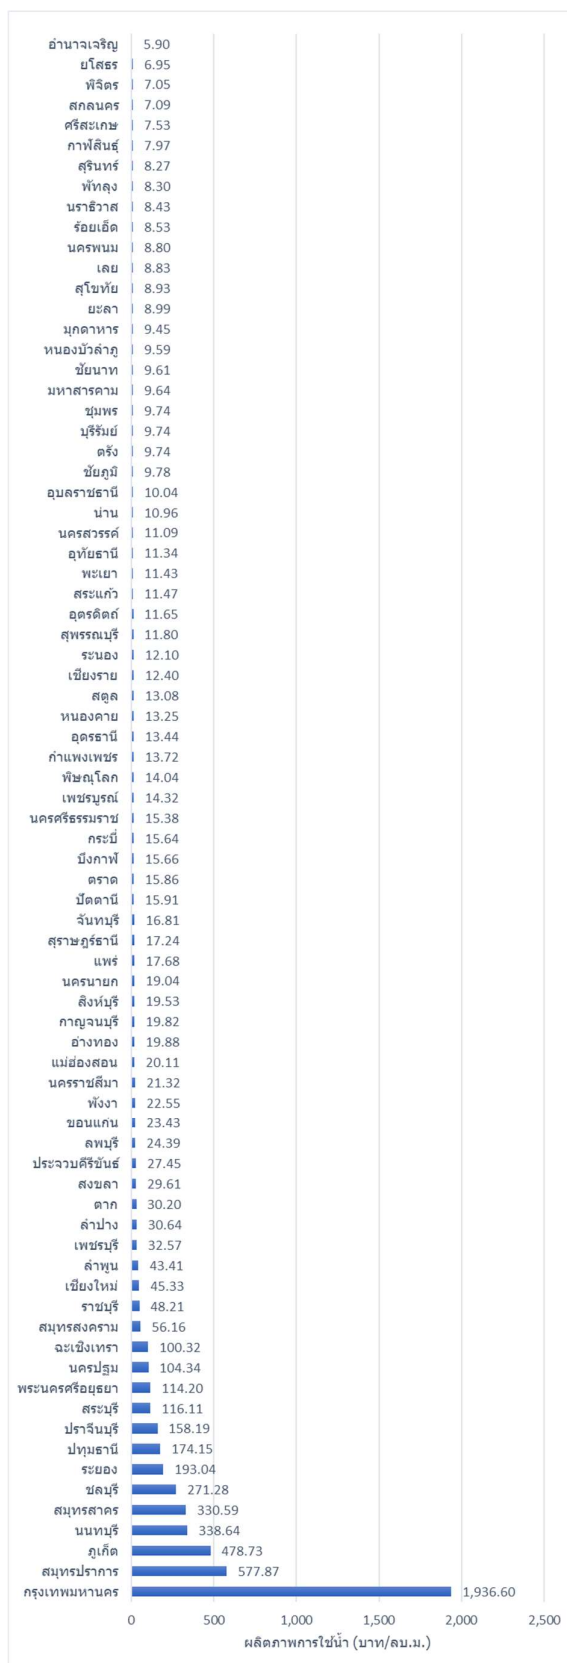 อำนาจเจริญ 5.90
ยโสธร 6.95
พิจิตร 7.05
สกลนคร 7.09
ศรีสะเกษ 7.53
กาฬสินธุ์ 7.97
สุรินทร์ 8.27
พัทลุง 8.30
นราธิวาส 8.43
ร้อยเอ็ด 8.53
นครพนม 8.80
เลย 8.83
สุโขทัย 8.93
ยะลา 8.99
มุกดาหาร 9.45
หนองบัวลำภู 9.59
ชัยนาท 9.61
มหาสารคาม 9.64
ชุมพร 9.74
บุรีรัมย์ 9.74
ตรัง 9.74
ชัยภูมิ 9.78
อุบลราชธานี 10.04
น่าน 10.96
นครสวรรค์ 11.09
อุทัยธานี 11.34
พะเยา 11.43
สระแก้ว 11.47
อุตรดิตถ์ 11.65
สุพรรณบุรี 11.80
ระนอง 12.10
เชียงราย 12.40
สตูล 13.08
หนองคาย 13.25
อุดรธานี 13.44
กำแพงเพชร 13.72
พิษณุโลก 14.04
เพชรบูรณ์ 14.32
นครศรีธรรมราช 15.38
กระบี่ 15.64
บึงกาฬ 15.66
ตราด 15.86
ปัตตานี 15.91
จันทบุรี 16.81
สุราษฎร์ธานี 17.24
แพร่ 17.68
นครนายก 19.04
สิงห์บุรี 19.53
กาญจนบุรี 19.82
อ่างทอง 19.88
แม่ฮ่องสอน 20.11
นครราชสีมา 21.32
พังงา 22.55
ขอนแก่น 23.43
ลพบุรี 24.39
ประจวบคีรีขันธ์ 27.45
สงขลา 29.61
ตาก 30.20
ลำปาง 30.64
เพชรบุรี 32.57
ลำพูน 43.41
เชียงใหม่ 45.33
ราชบุรี 48.21
สมุทรสงคราม 56.16
ฉะเชิงเทรา 100.32
นครปฐม 104.34
พระนครศรีอยุธยา 114.20
สระบุรี 116.11
ปราจีนบุรี 158.19
ปทุมธานี 174.15
ระยอง 193.04
ชลบุรี 271.28
สมุทรสาคร 330.59
นนทบุรี 338.64
ภูเก็ต 478.73
สมุทรปราการ 577.87
กรุงเทพมหานคร 1,936.60
0 500 1,000 1,500 2,000 2,500
ผลิตภาพการใช้น้ำ (บาท/ลบ.ม.)